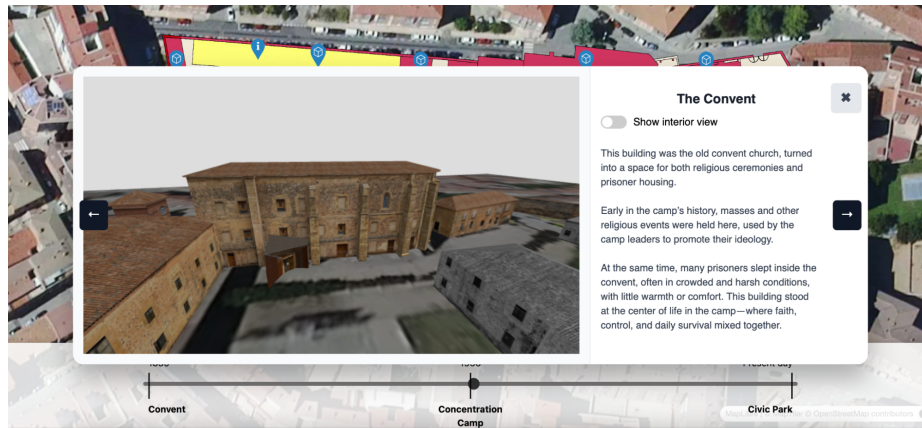 The Convent
Show interior view
This building was the old convent church, turned
into a space for both religious ceremonies and
prisoner housing.
Early in the camp's history, masses and other
religious events were held here, used by the
camp leaders to promote their ideology.
At the same time, many prisoners slept inside the
convent, often in crowded and harsh conditions,
with little warmth or comfort. This building stood
at the center of life in the camp—where faith,
control, and daily survival mixed together.
Present day
Convent
Concentration
Camp
Civic Park
© OpenStreetMap contributors